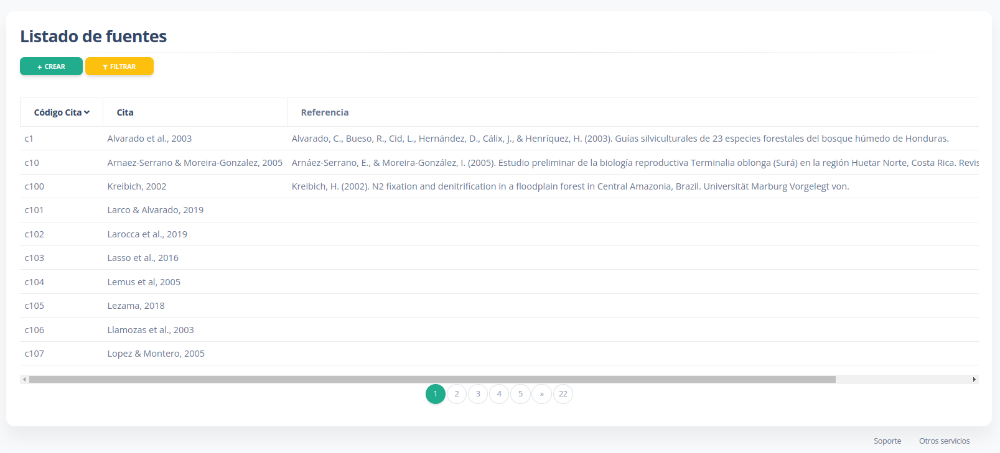 Listado de fuentes
+ CREAR FILTRAR
Código Cita Cita Referencia
c1 Alvarado et al., 2003 Alvarado, C., Bueso, R., Cid, L., Hernández, D., Cálix, J., & Henríquez, H. (2003). Guías silviculturales de 23 especies forestales del bosque húmedo de Honduras.
c10 Arnaez-Serrano & Moreira-Gonzalez, 2005 Arnáez-Serrano, E., & Moreira-González, I. (2005). Estudio preliminar de la biología reproductiva Terminalia oblonga (Surá) en la región Huetar Norte, Costa Rica. Revis
c100 Kreibich, 2002 Kreibich, H. (2002). N2 fixation and denitrification in a floodplain forest in Central Amazonia, Brazil. Universität Marburg Vorgelegt von.
c101 Larco & Alvarado, 2019
c102 Larocca et al., 2019
c103 Lasso et al., 2016
c104 Lemus et al, 2005
c105 Lezama, 2018
c106 Llamozas et al., 2003
c107 Lopez & Montero, 2005
1 2 3 4 5 » 22
Soporte Otros servicios